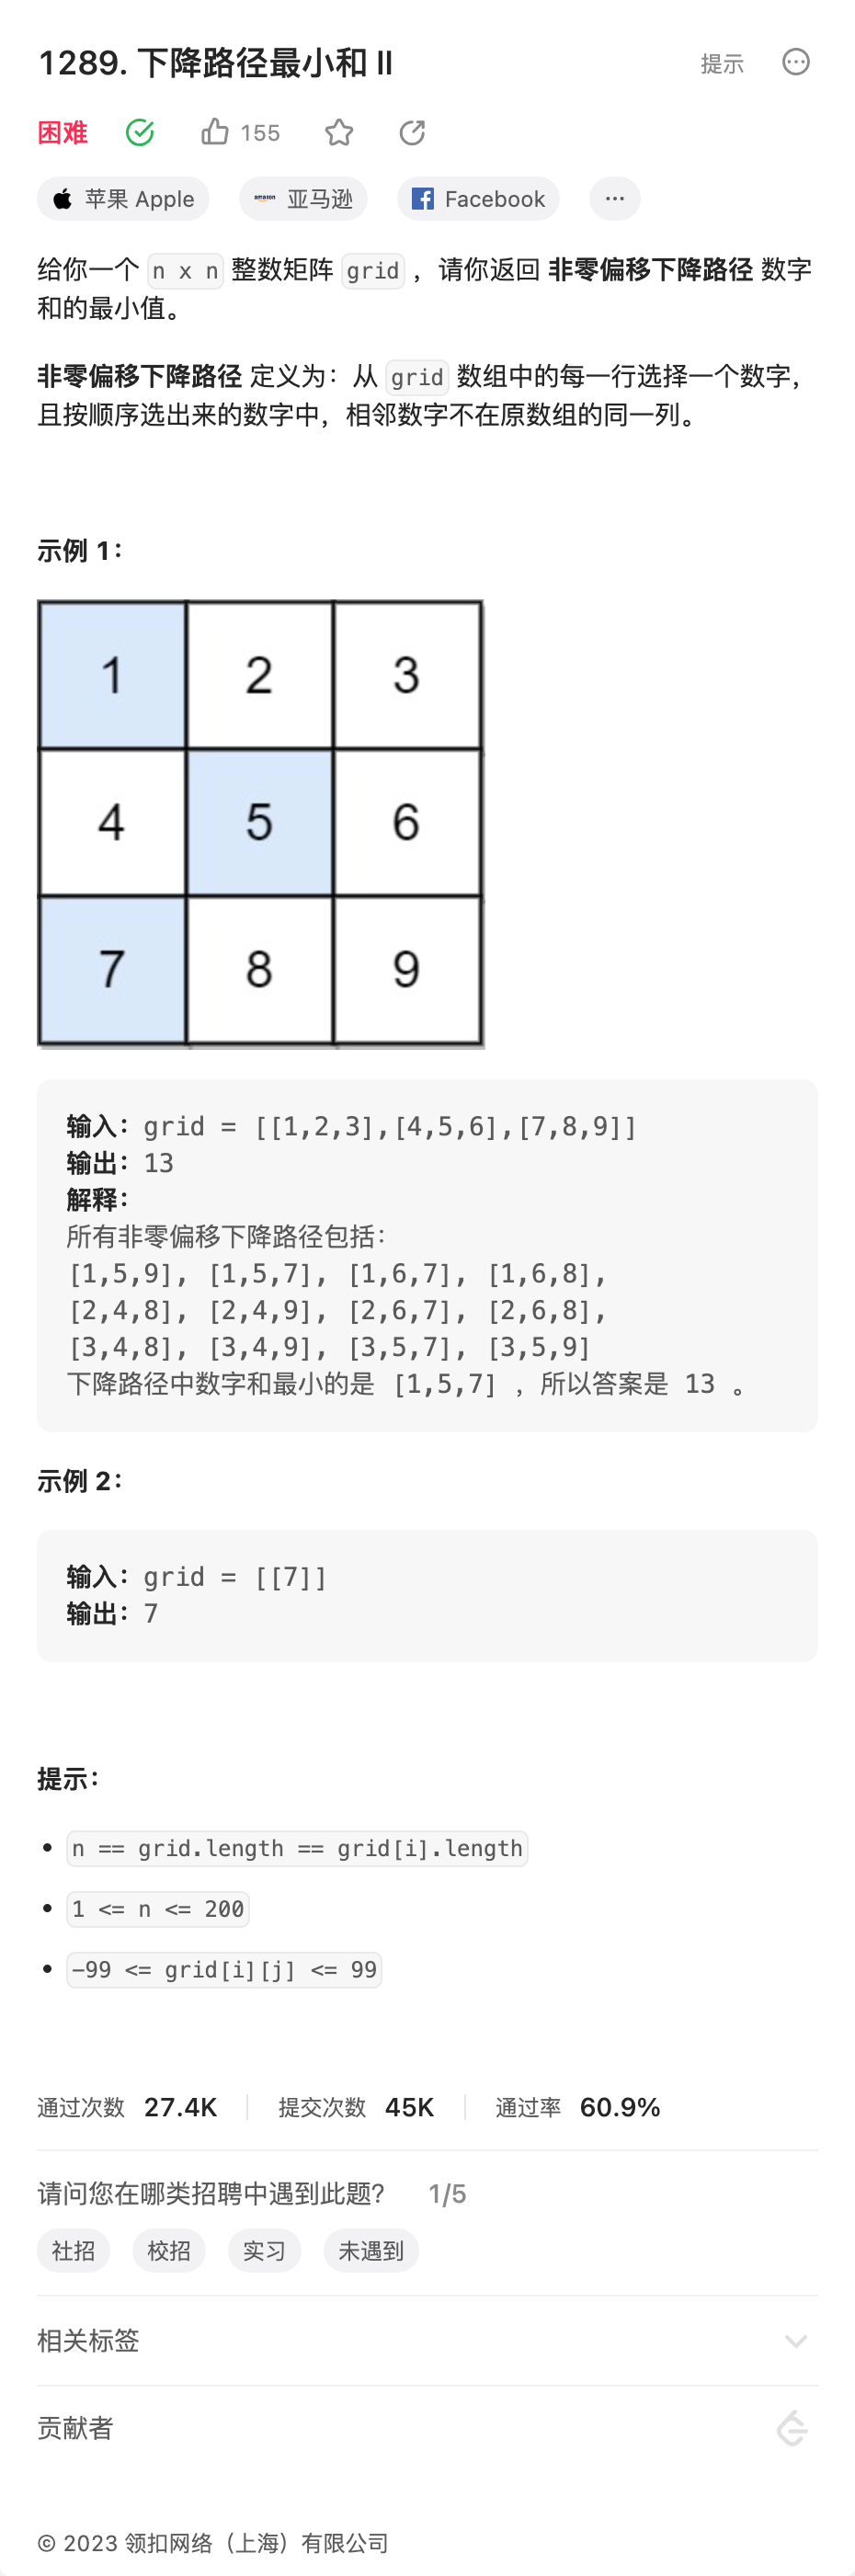 1289. 下降路径最小和 II
提示
困难
155
苹果 Apple
amazon 亚马逊
Facebook
给你一个 n x n 整数矩阵 grid ，请你返回 非零偏移下降路径 数字
和的最小值。
非零偏移下降路径 定义为：从 grid 数组中的每一行选择一个数字，
且按顺序选出来的数字中，相邻数字不在原数组的同一列。
示例 1：
1 2 3
4 5 6
7 8 9
输入：grid = [[1,2,3],[4,5,6],[7,8,9]]
输出：13
解释：
所有非零偏移下降路径包括：
[1,5,9], [1,5,7], [1,6,7], [1,6,8],
[2,4,8], [2,4,9], [2,6,7], [2,6,8],
[3,4,8], [3,4,9], [3,5,7], [3,5,9]
下降路径中数字和最小的是 [1,5,7] ，所以答案是 13 。
示例 2：
输入：grid = [[7]]
输出：7
提示：
n == grid.length == grid[i].length
1 <= n <= 200
-99 <= grid[i][j] <= 99
通过次数 27.4K 提交次数 45K 通过率 60.9%
请问您在哪类招聘中遇到此题? 1/5
社招 校招 实习 未遇到
相关标签
贡献者
© 2023 领扣网络（上海）有限公司